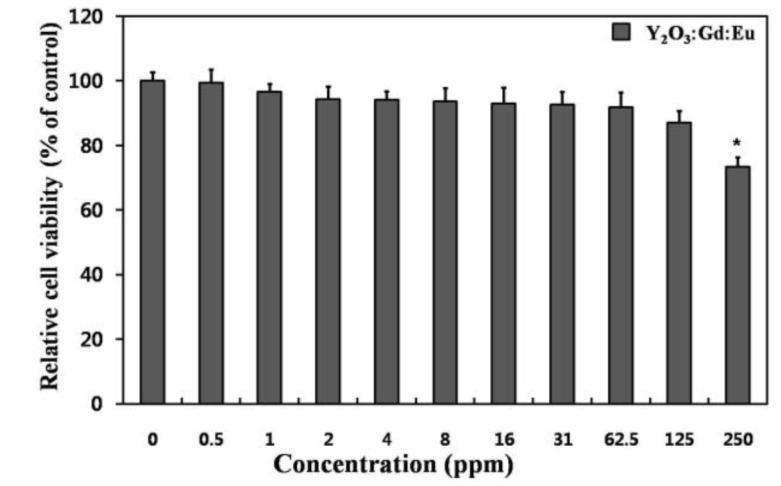 120
100
80
60
40
20
0
Relative cell viability (% of control)
Y₂O₃:Gd:Eu
*
0 0.5 1 2 4 8 16 31 62.5 125 250
Concentration (ppm)